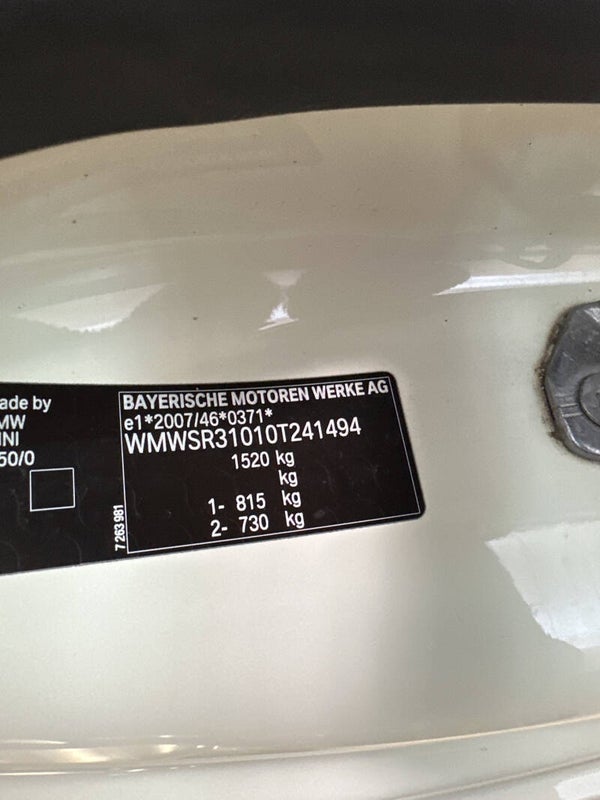 ade by
MW
INI
50/0
BAYERISCHE MOTOREN WERKE AG
e1*2007/46*0371*
WMWSR31010T241494
1520 kg
kg
1- 815 kg
2- 730 kg
7 263 981